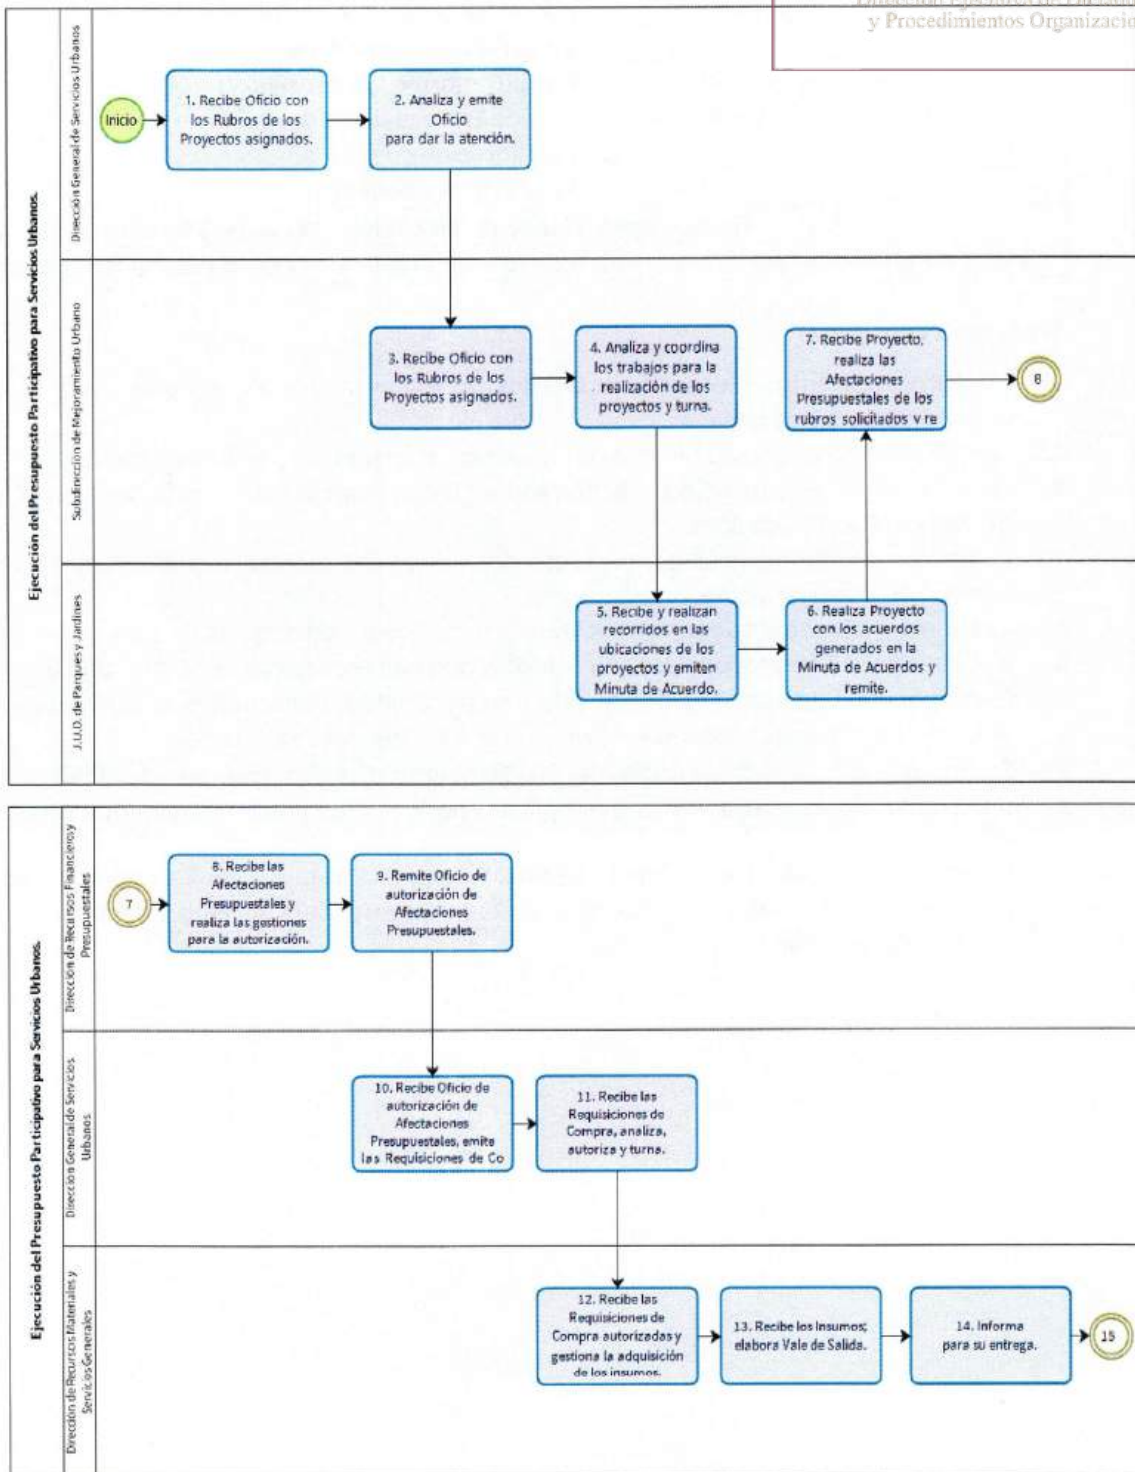 y Procedimientos Organizacio
Ejecución del Presupuesto Participativo para Servicios Urbanos.
Dirección General de Servicios Urbanos
Inicio
1. Recibe Oficio con
los Rubros de los
Proyectos asignados.
2. Analiza y emite
Oficio
para dar la atención.
Subdirección de Mejoramiento Urbano
3. Recibe Oficio con
los Rubros de los
Proyectos asignados.
4. Analiza y coordina
los trabajos para la
realización de los
proyectos y turna.
7. Recibe Proyecto,
realiza las
Afectaciones
Presupuestales de los
rubros solicitados y re
8
J.U.D. de Parques y Jardines
5. Recibe y realizan
recorridos en las
ubicaciones de los
proyectos y emiten
Minuta de Acuerdo.
6. Realiza Proyecto
con los acuerdos
generados en la
Minuta de Acuerdos y
remite.
Ejecución del Presupuesto Participativo para Servicios Urbanos.
Dirección de Recursos Financieros y
Presupuestales
7
8. Recibe las
Afectaciones
Presupuestales y
realiza las gestiones
para la autorización.
9. Remite Oficio de
autorización de
Afectaciones
Presupuestales.
Dirección General de Servicios
Urbanos
10. Recibe Oficio de
autorización de
Afectaciones
Presupuestales, emite
las Requisiciones de Co
11. Recibe las
Requisiciones de
Compra, analiza,
autoriza y turna.
Dirección de Recursos Materiales y
Servicios Generales
12. Recibe las
Requisiciones de
Compra autorizadas y
gestiona la adquisición
de los insumos.
13. Recibe los Insumos;
elabora Vale de Salida.
14. Informa
para su entrega.
15